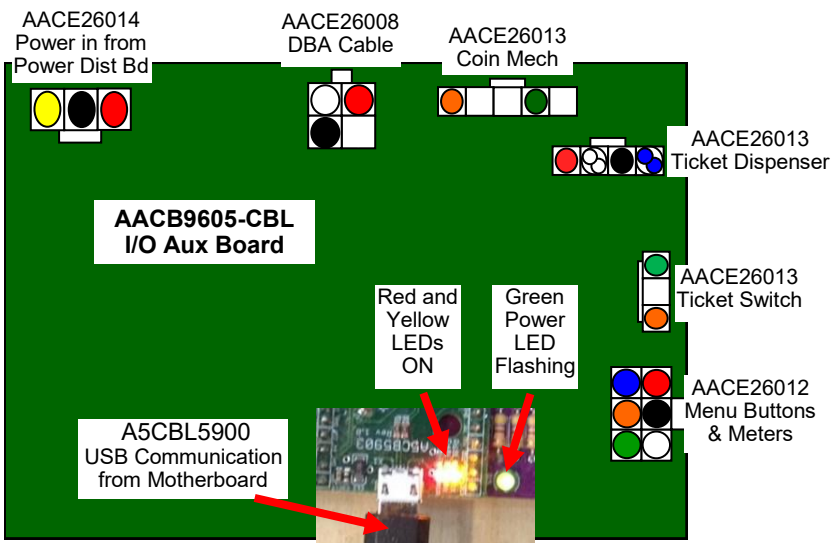 AACE26014
Power in from
Power Dist Bd
AACE26008
DBA Cable
AACE26013
Coin Mech
AACE26013
Ticket Dispenser
AACB9605-CBL
I/O Aux Board
AACE26013
Ticket Switch
Red and
Yellow
LEDs
ON
Green
Power
LED
Flashing
AACE26012
Menu Buttons
& Meters
A5CBL5900
USB Communication
from Motherboard
A5CB5903